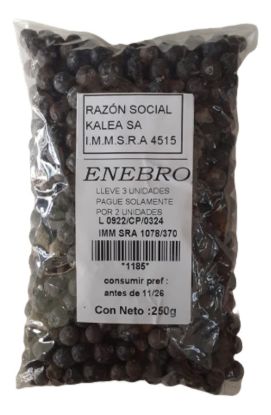 RAZÓN SOCIAL
KALEA SA
I.M.M.S.R.A 4515
ENEBRO
LLEVE 3 UNIDADES
PAGUE SOLAMENTE
POR 2 UNIDADES
L 0922/CP/0324
IMM SRA 1078/370
"1185"
consumir pref :
antes de 11/26
Con Neto :250g